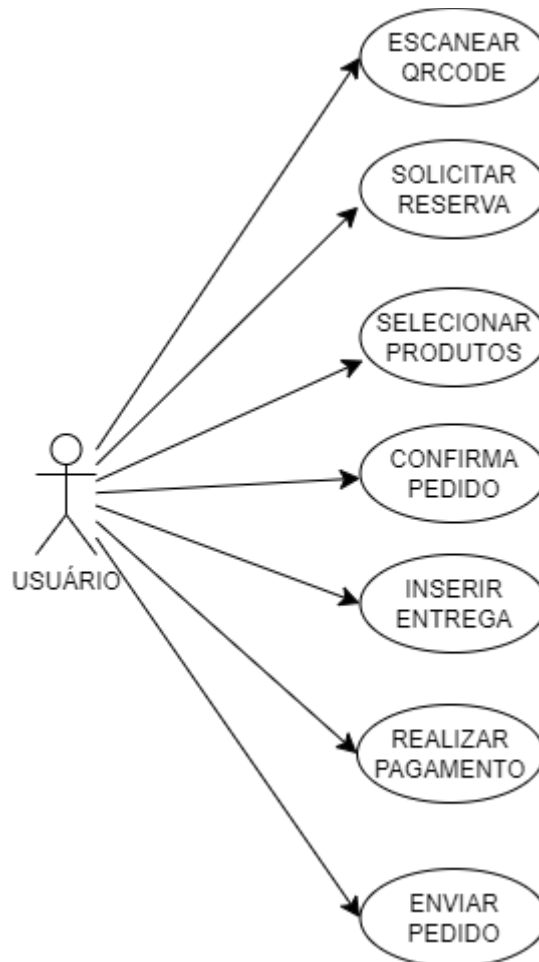 ESCANEAR
QRCODE
SOLICITAR
RESERVA
SELECIONAR
PRODUTOS
CONFIRMA
PEDIDO
USUÁRIO
INSERIR
ENTREGA
REALIZAR
PAGAMENTO
ENVIAR
PEDIDO